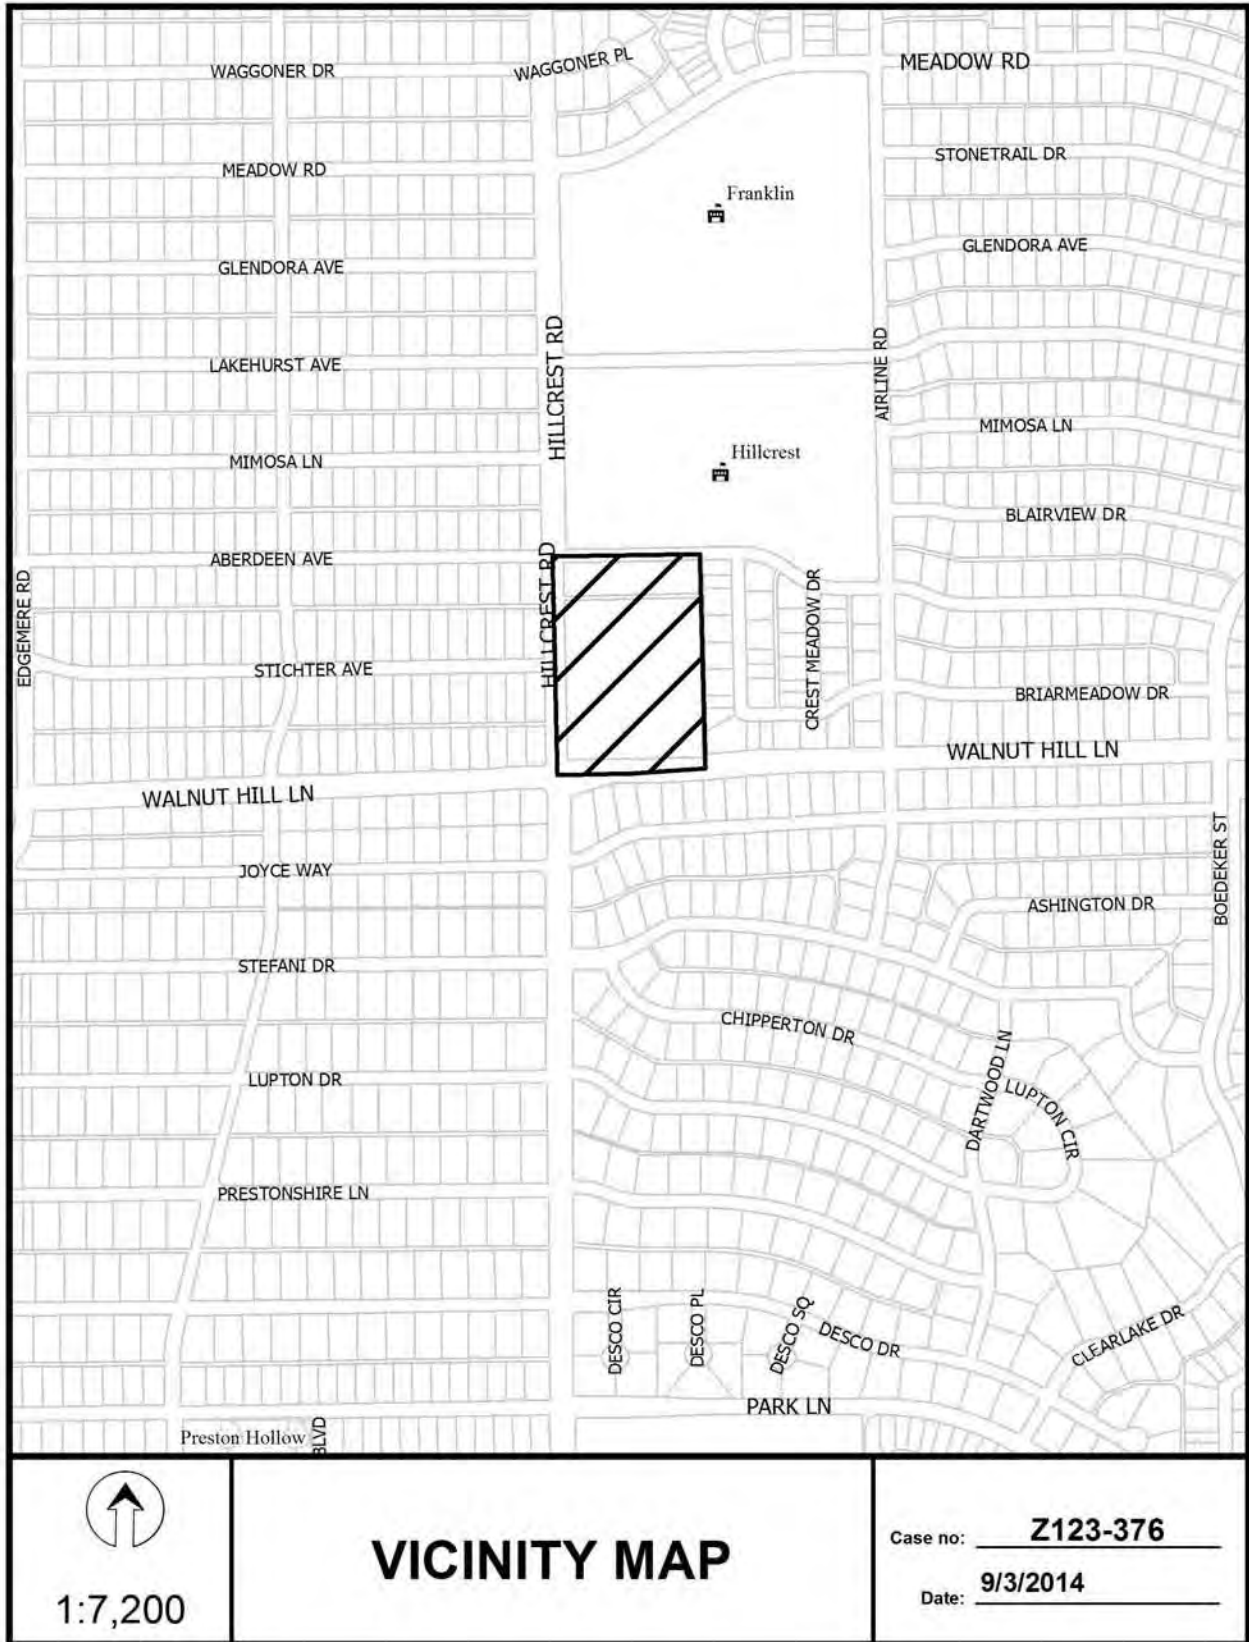 WAGGONER DR
WAGGONER PL
MEADOW RD
STONETRAIL DR
MEADOW RD
Franklin
GLENDORA AVE
GLENDORA AVE
LAKEHURST AVE
HILLCREST RD
AIRLINE RD
MIMOSA LN
Hillcrest
MIMOSA LN
BLAIRVIEW DR
ABERDEEN AVE
HILLCREST RD
EDGEMERE RD
CREST MEADOW DR
STICHTER AVE
BRIARMEADOW DR
WALNUT HILL LN
WALNUT HILL LN
JOYCE WAY
BOEDEKER ST
ASHINGTON DR
STEFANI DR
CHIPPERTON DR
DARTWOOD LN
LUPTON DR
LUPTON CIR
PRESTONSHIRE LN
DESCO CIR
DESCO PL
DESCO SQ
DESCO DR
CLEARLAKE DR
PARK LN
Preston Hollow
BLVD
1:7,200
VICINITY MAP
Case no: Z123-376
Date: 9/3/2014